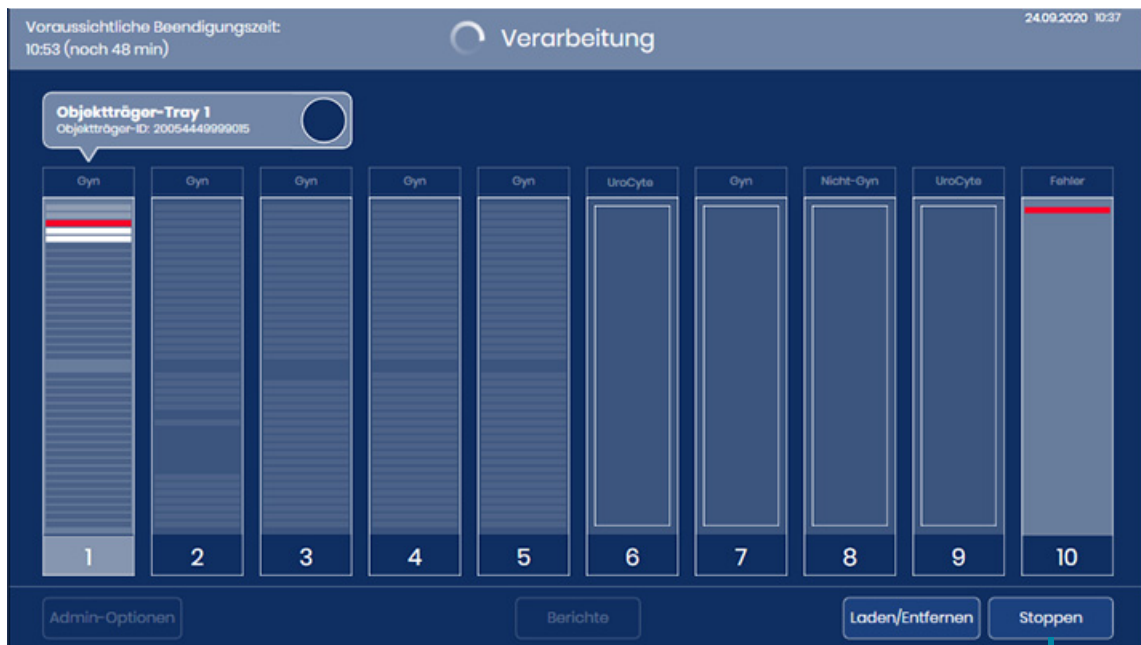 Voraussichtliche Beendigungszeit:
10:53 (noch 48 min)
Verarbeitung
24.09.2020 10:37
Objektträger-Tray 1
Objektträger-ID: 20054449999015
Gyn Gyn Gyn Gyn Gyn UroCyte Gyn Nicht-Gyn UroCyte Fehler
1 2 3 4 5 6 7 8 9 10
Admin-Optionen Berichte Laden/Entfernen Stoppen